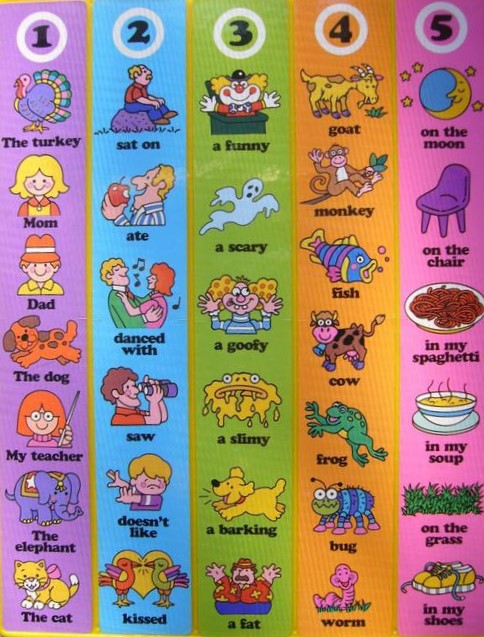 1
The turkey
Mom
Dad
The dog
My teacher
The
elephant
The cat
2
sat on
ate
danced
with
saw
doesn't
like
kissed
3
a funny
a scary
a goofy
a slimy
a barking
a fat
4
goat
monkey
fish
cow
frog
bug
worm
5
on the
moon
on the
chair
in my
spaghetti
in my
soup
on the
grass
in my
shoes